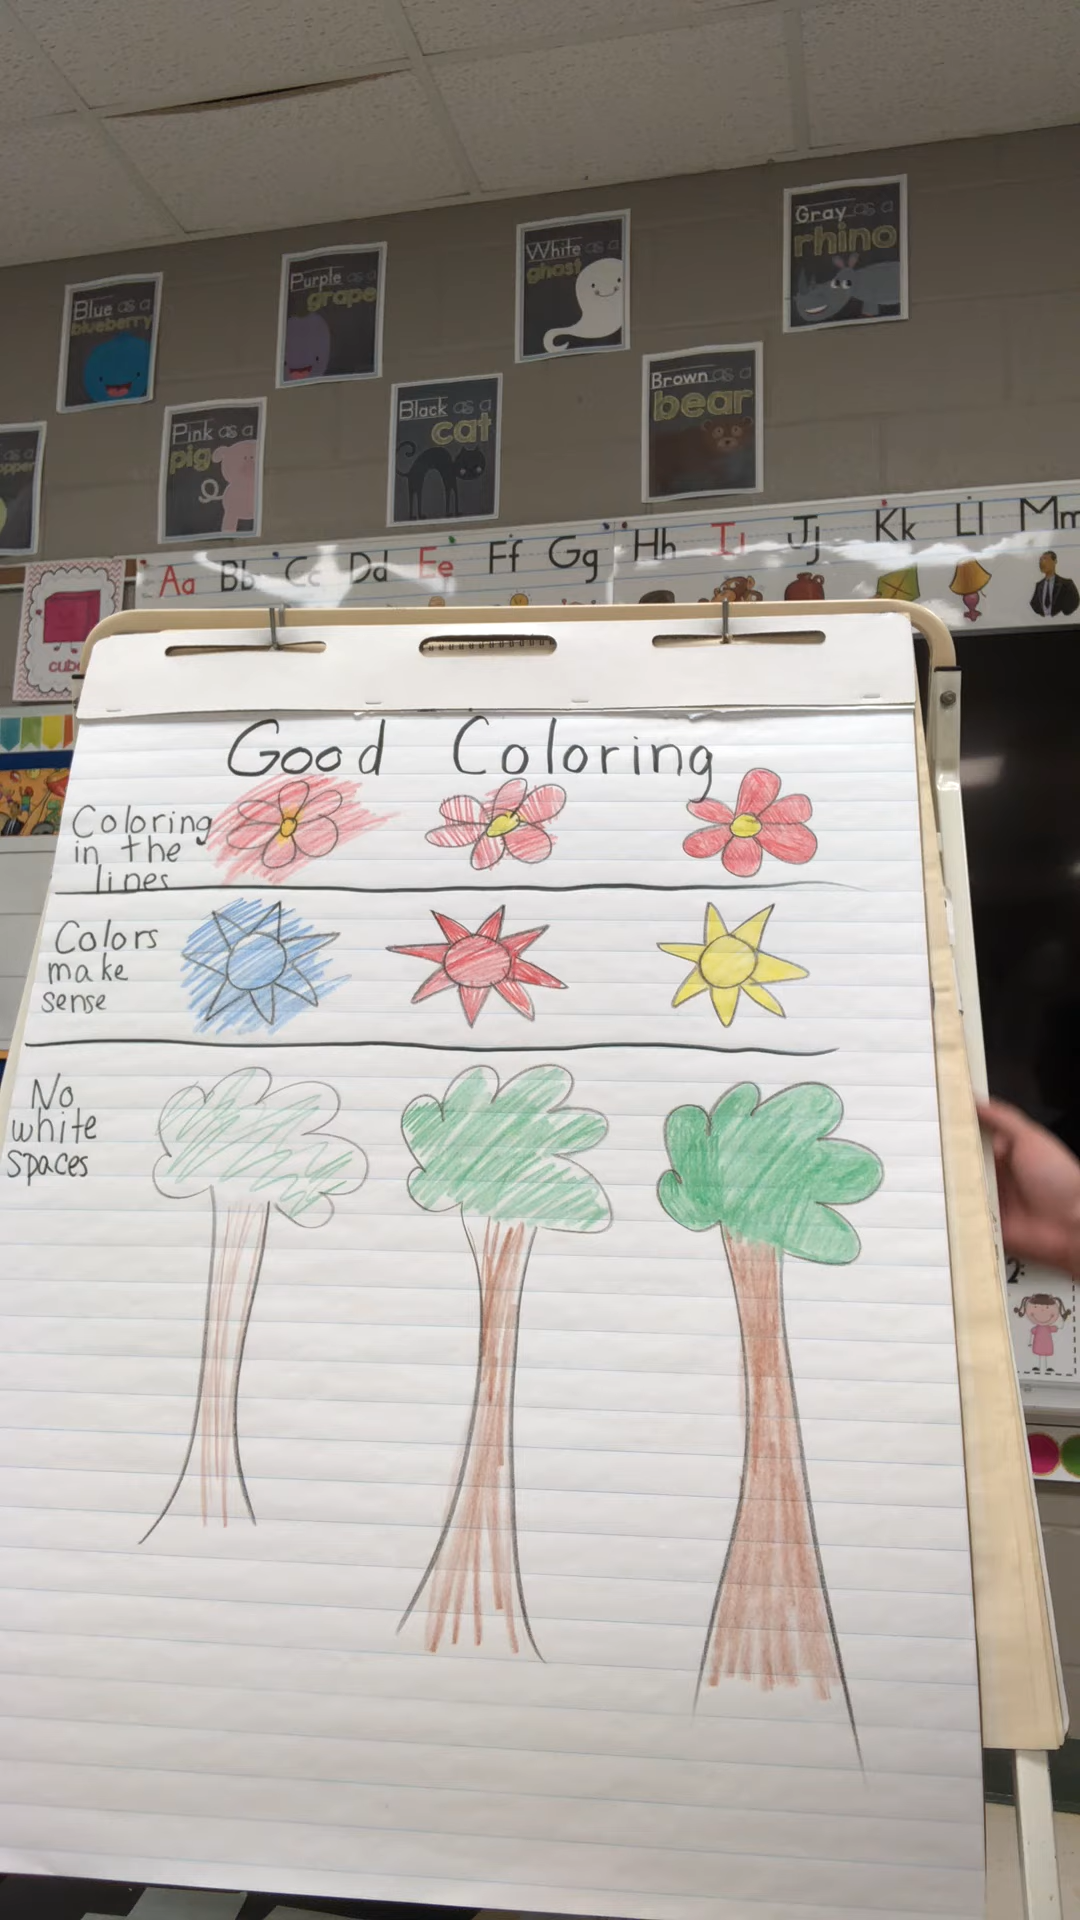 Gray as a
rhino
White as a
ghost
Purple as a
grape
Blue as a
blueberry
Brown as a
bear
Black as a
cat
Pink as a
pig
as a
Aa Bb Cc Dd Ee Ff Gg Hh Ii Jj Kk Ll Mm
cube
Good Coloring
Coloring
in the
lines
Colors
make
sense
No
white
spaces
2: